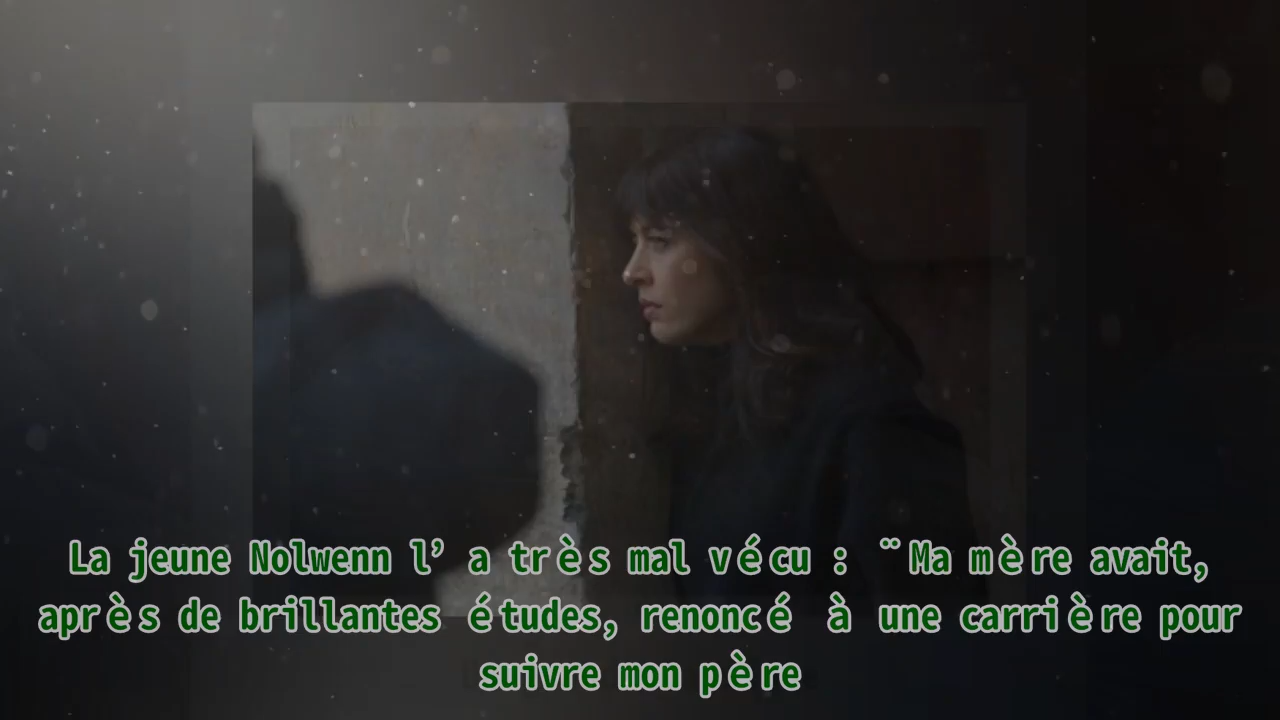 La jeune Nolwenn l’ a très mal vécu : ¨Ma mère avait,
après de brillantes études, renoncé à une carrière pour
suivre mon père